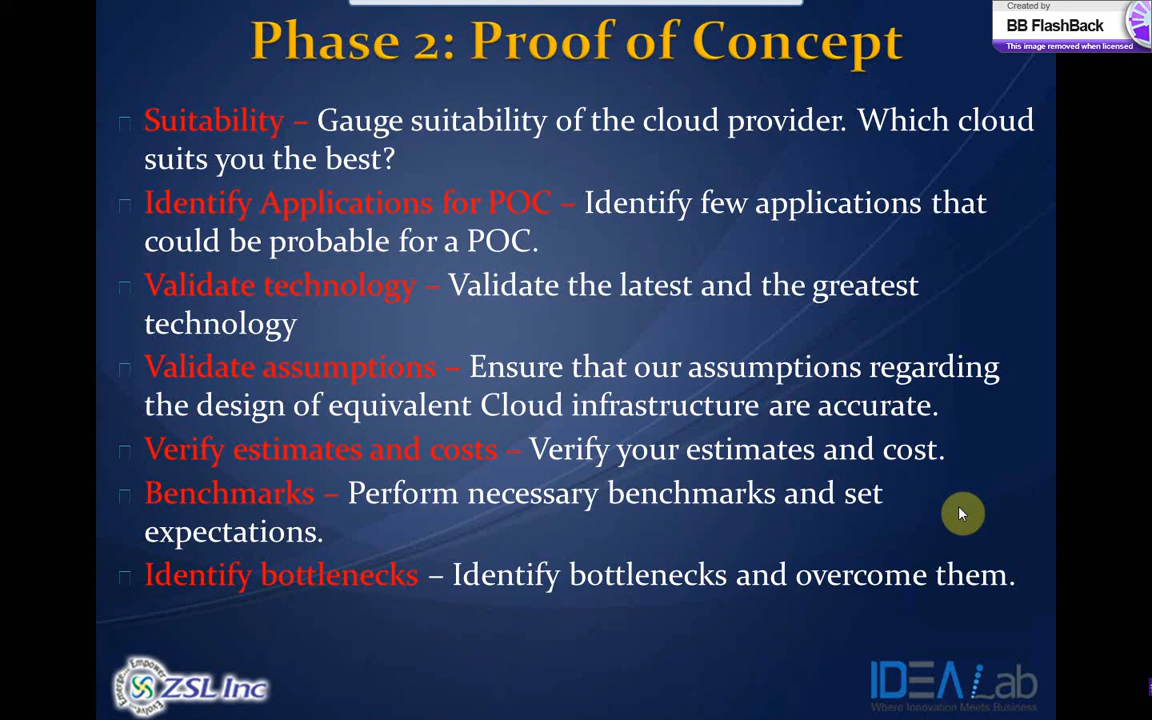 Created by
BB FlashBack
This image removed when licensed
Phase 2: Proof of Concept
Suitability – Gauge suitability of the cloud provider. Which cloud
suits you the best?
Identify Applications for POC – Identify few applications that
could be probable for a POC.
Validate technology – Validate the latest and the greatest
technology
Validate assumptions – Ensure that our assumptions regarding
the design of equivalent Cloud infrastructure are accurate.
Verify estimates and costs – Verify your estimates and cost.
Benchmarks – Perform necessary benchmarks and set
expectations.
Identify bottlenecks – Identify bottlenecks and overcome them.
Emerge Empower Evolve
ZSL Inc
IDEA Lab
Where Innovation Meets Business